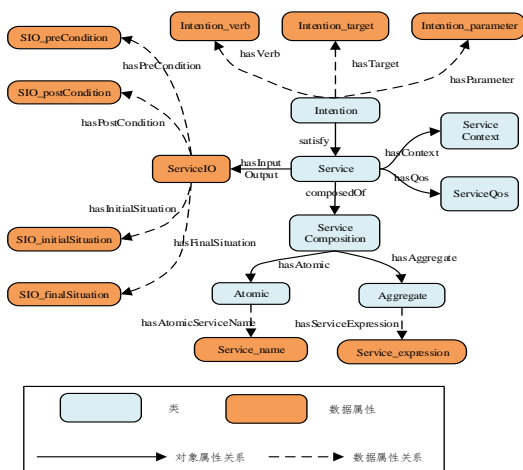 SIO_preCondition
Intention_verb
Intention_target
Intention_parameter
hasPreCondition
hasVerb
hasTarget
hasParameter
SIO_postCondition
hasPostCondition
Intention
satisfy
Service
Context
hasContext
ServiceIO
hasInput
Output
Service
hasQos
ServiceQos
composedOf
hasInitialSituation
SIO_initialSituation
hasFinalSituation
Service
Composition
hasAtomic
hasAggregate
SIO_finalSituation
Atomic
Aggregate
hasAtomicServiceName
hasServiceExpression
Service_name
Service_expression
类
数据属性
对象属性关系
数据属性关系